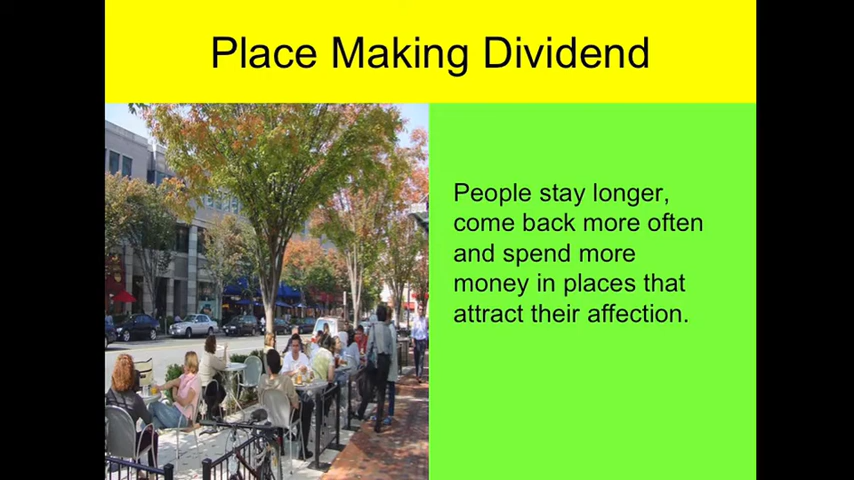 Place Making Dividend
People stay longer,
come back more often
and spend more
money in places that
attract their affection.